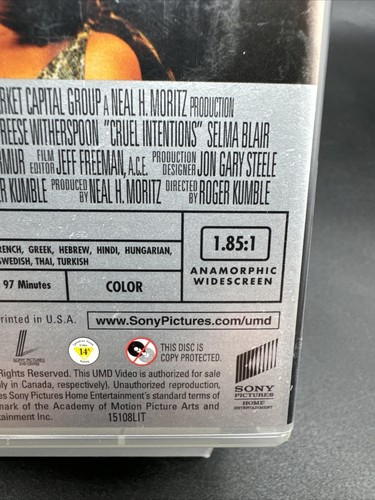 RKET CAPITAL GROUP A NEAL H. MORITZ PRODUCTION
REESE WITHERSPOON "CRUEL INTENTIONS" SELMA BLAIR
MUR FILM EDITOR JEFF FREEMAN, A.C.E. PRODUCTION DESIGNER JON GARY STEELE
R KUMBLE PRODUCED BY NEAL H. MORITZ DIRECTED BY ROGER KUMBLE
RENCH, GREEK, HEBREW, HINDI, HUNGARIAN,
SWEDISH, THAI, TURKISH
1.85:1
ANAMORPHIC
WIDESCREEN
97 Minutes
COLOR
Printed in U.S.A.
www.SonyPictures.com/umd
14
THIS DISC IS
COPY PROTECTED.
SONY
PICTURES
HOME
ENTERTAINMENT
Rights Reserved. This UMD Video is authorized for sale
ly in Canada, respectively). Unauthorized reproduction,
es Sony Pictures Home Entertainment's standard terms of
mark of the Academy of Motion Picture Arts and
tainment Inc.
15108LIT